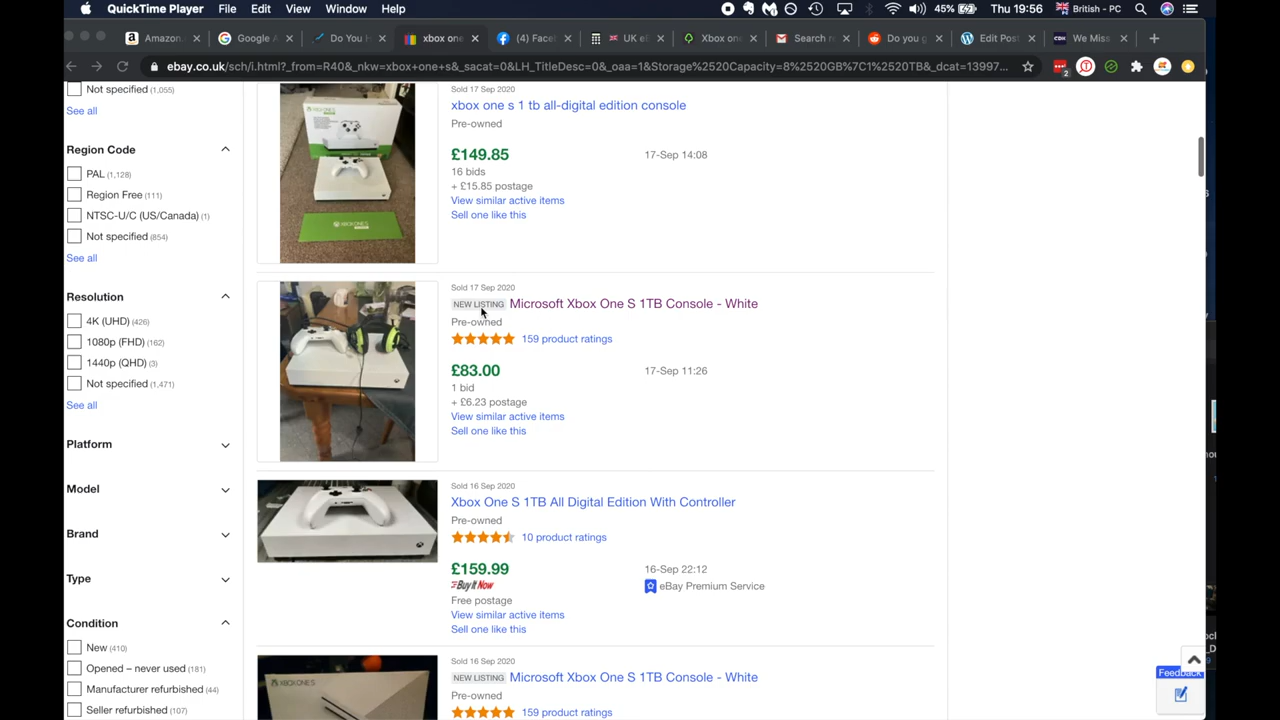 QuickTime Player File Edit View Window Help 45% Thu 19:56 British - PC
Amazon. Google A Do You H xbox one (4) Face UK e Xbox on Search re Do you g Edit Post CDK We Miss
ebay.co.uk/sch/i.html?_from=R40&_nkw=xbox+one+s&_sacat=0&LH_TitleDesc=0&_oaa=1&Storage%2520Capacity=8%2520GB%7C1%2520TB&_dcat=13997...
2
Not specified (1,055)
See all
Region Code
PAL (1,128)
Region Free (111)
NTSC-U/C (US/Canada) (1)
Not specified (854)
See all
Resolution
4K (UHD) (426)
1080p (FHD) (162)
1440p (QHD) (3)
Not specified (1,471)
See all
Platform
Model
Brand
Type
Condition
New (410)
Opened – never used (181)
Manufacturer refurbished (44)
Seller refurbished (107)
Sold 17 Sep 2020
xbox one s 1 tb all-digital edition console
Pre-owned
£149.85 17-Sep 14:08
16 bids
+ £15.85 postage
View similar active items
Sell one like this
Sold 17 Sep 2020
NEW LISTING Microsoft Xbox One S 1TB Console - White
Pre-owned
159 product ratings
£83.00 17-Sep 11:26
1 bid
+ £6.23 postage
View similar active items
Sell one like this
Sold 16 Sep 2020
Xbox One S 1TB All Digital Edition With Controller
Pre-owned
10 product ratings
£159.99 16-Sep 22:12
Buy It Now eBay Premium Service
Free postage
View similar active items
Sell one like this
Sold 16 Sep 2020
XBOX ONE S
NEW LISTING Microsoft Xbox One S 1TB Console - White
Pre-owned
159 product ratings
Feedback